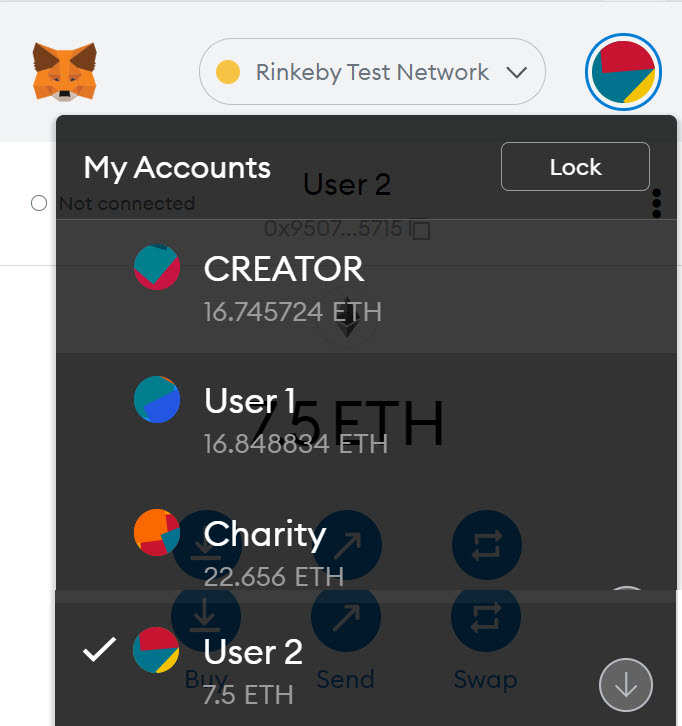 Rinkeby Test Network
My Accounts
Lock
User 2
Not connected
0x9507...5715
CREATOR
16.745724 ETH
User 1
7.5 ETH
16.848834 ETH
Charity
22.656 ETH
User 2
7.5 ETH
Buy
Send
Swap